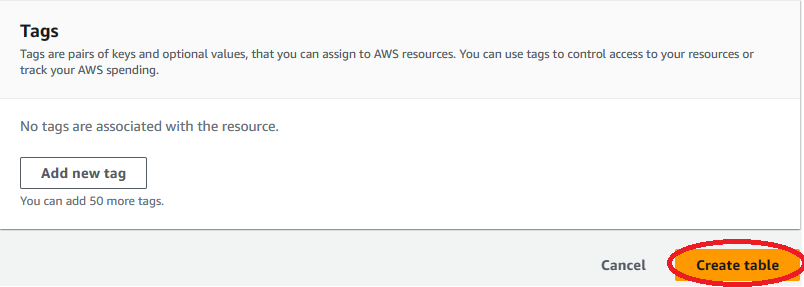 Tags
Tags are pairs of keys and optional values, that you can assign to AWS resources. You can use tags to control access to your resources or
track your AWS spending.
No tags are associated with the resource.
Add new tag
You can add 50 more tags.
Cancel
Create table